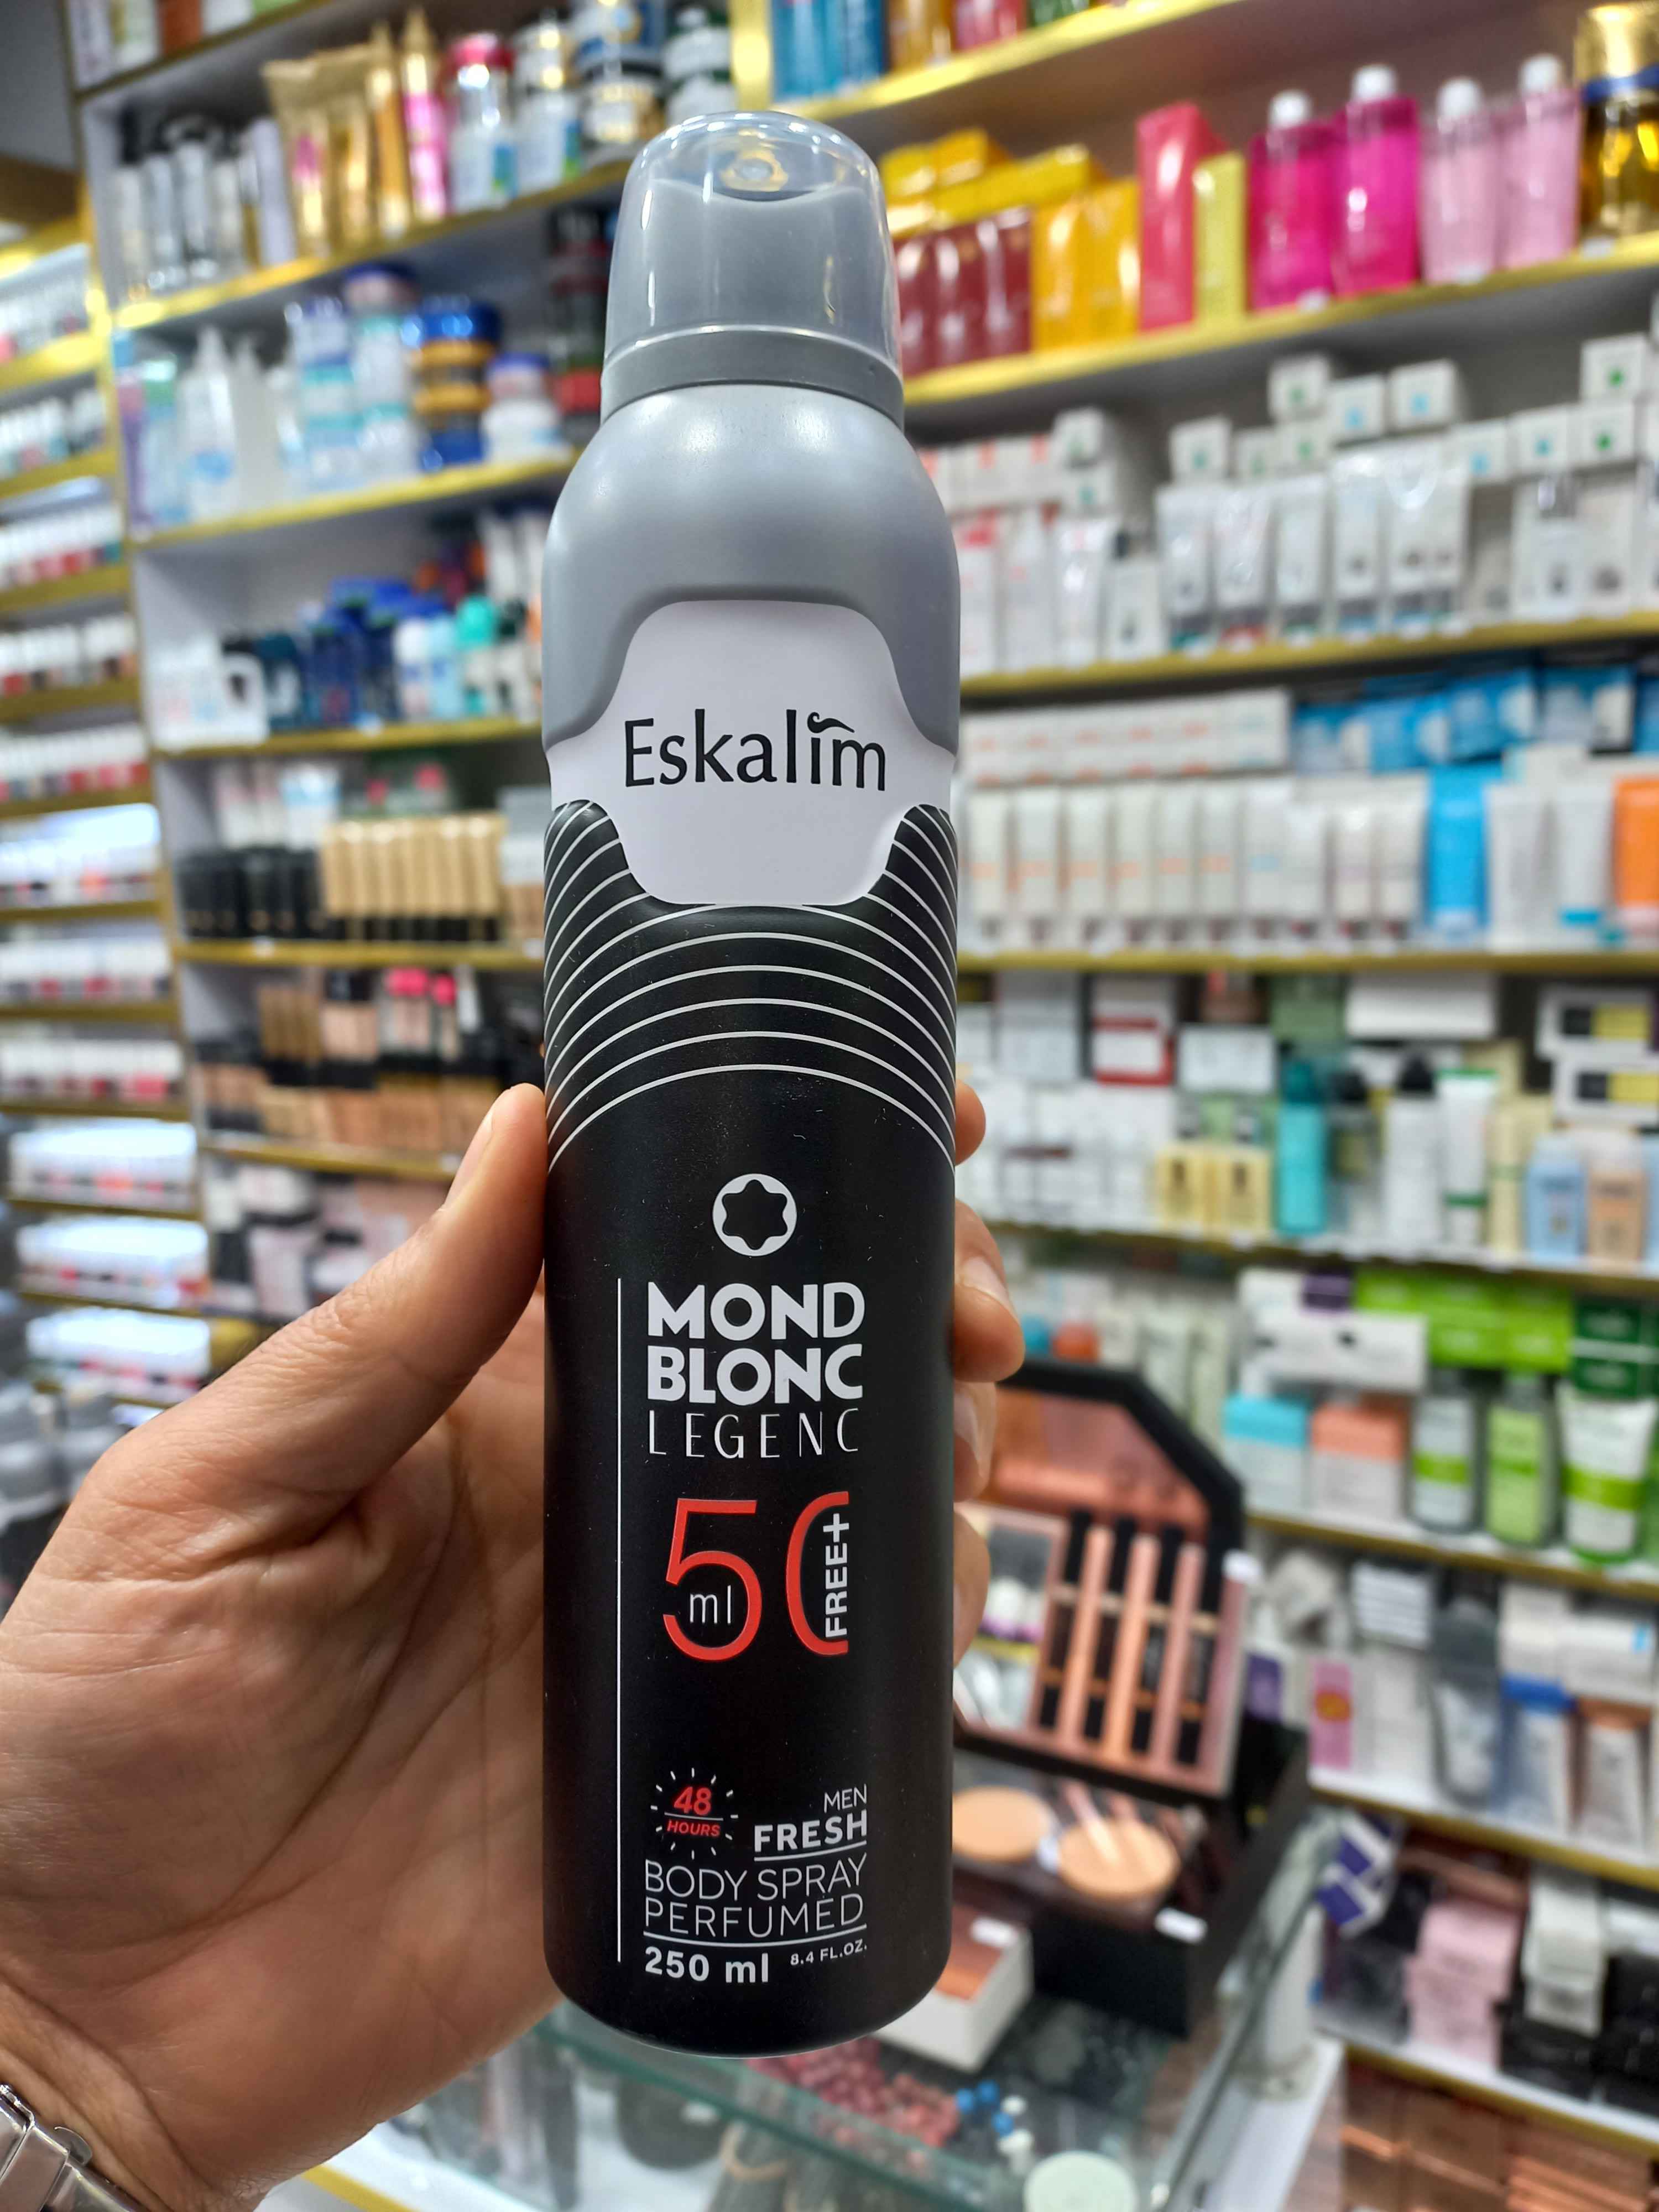 Eskalim
MOND
BLONC
LEGENC
50
ml
FREE+
48
HOURS
MEN
FRESH
BODY SPRAY
PERFUMED
250 ml 8.4 FL.OZ.